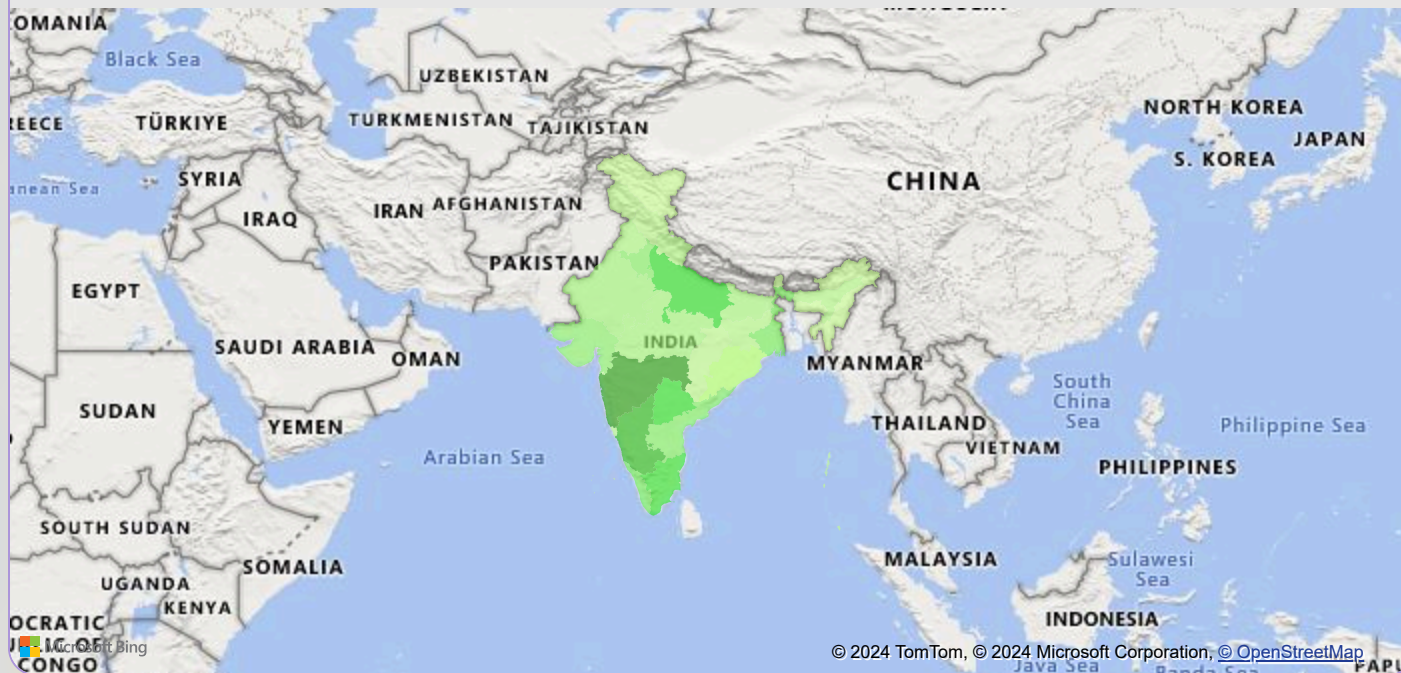 OMANIA
Black Sea
UZBEKISTAN
NORTH KOREA
REECE
TÜRKIYE
TURKMENISTAN
TAJIKISTAN
JAPAN
S. KOREA
anean Sea
SYRIA
CHINA
IRAQ
IRAN
AFGHANISTAN
PAKISTAN
EGYPT
SAUDI ARABIA
OMAN
INDIA
MYANMAR
South
China
Sea
SUDAN
YEMEN
THAILAND
Philippine Sea
Arabian Sea
VIETNAM
PHILIPPINES
SOUTH SUDAN
SOMALIA
MALAYSIA
Sulawesi
Sea
UGANDA
KENYA
OCRATIC
INDONESIA
Microsoft Bing
CONGO
© 2024 TomTom, © 2024 Microsoft Corporation, © OpenStreetMap
Java Sea
PAPU